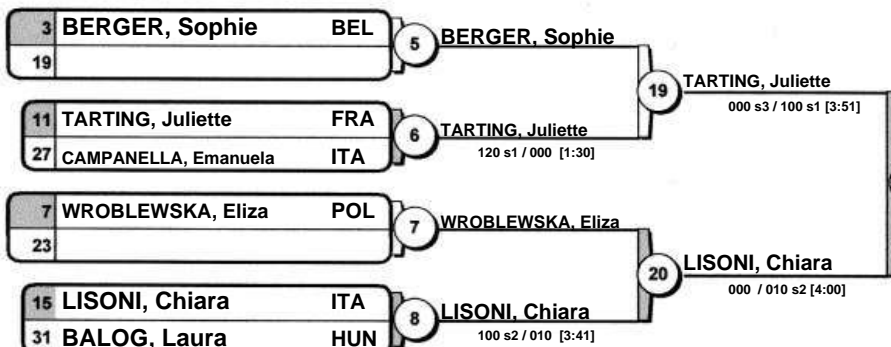 3 BERGER, Sophie BEL
19
5 BERGER, Sophie
11 TARTING, Juliette FRA
27 CAMPANELLA, Emanuela ITA
6 TARTING, Juliette
120 s1 / 000 [1:30]
19 TARTING, Juliette
000 s3 / 100 s1 [3:51]
7 WROBLEWSKA, Eliza POL
23
7 WROBLEWSKA, Eliza
15 LISONI, Chiara ITA
31 BALOG, Laura HUN
8 LISONI, Chiara
100 s2 / 010 [3:41]
20 LISONI, Chiara
000 / 010 s2 [4:00]